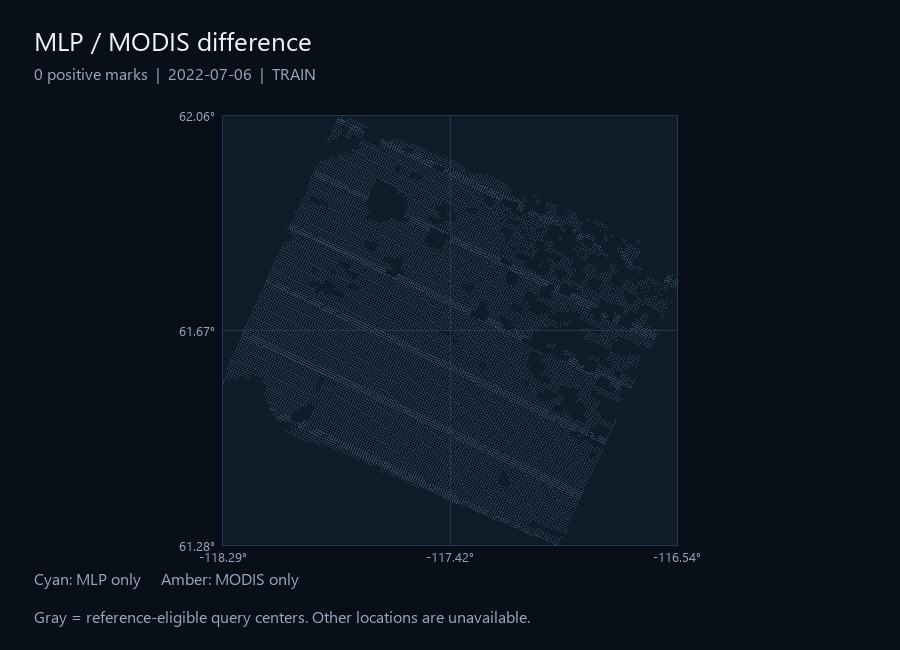 MLP / MODIS difference
0 positive marks | 2022-07-06 | TRAIN
62.06°
61.67°
61.28°
-118.29° -117.42° -116.54°
Cyan: MLP only Amber: MODIS only
Gray = reference-eligible query centers. Other locations are unavailable.